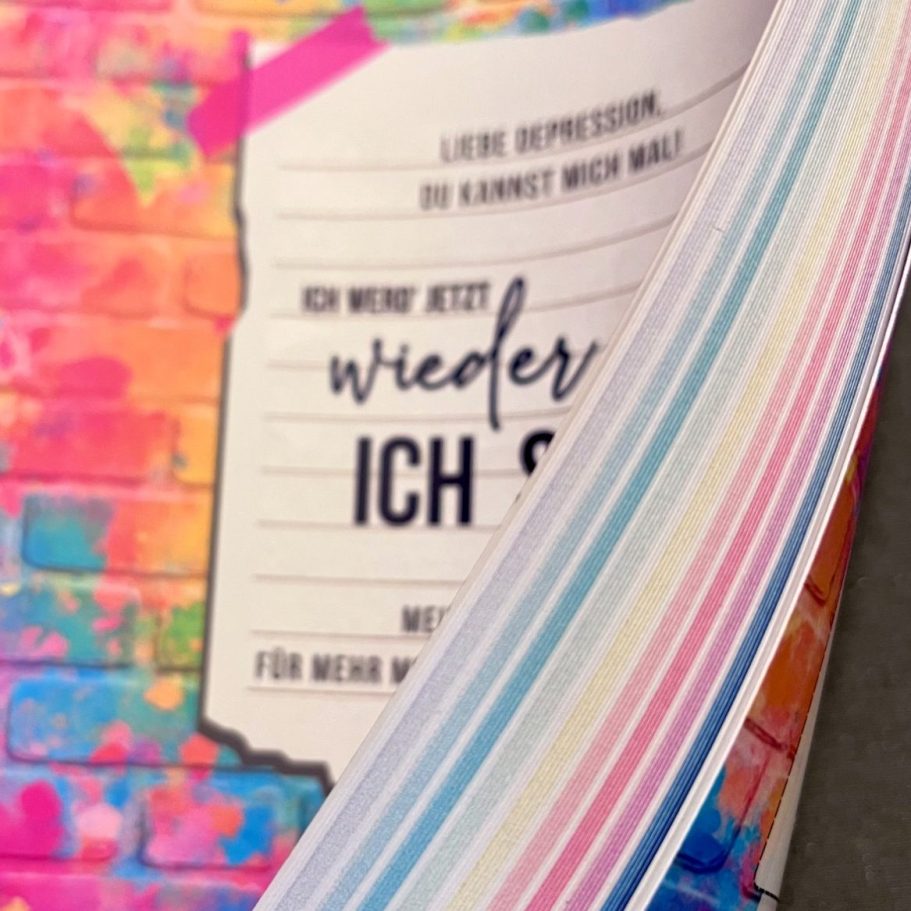 LIEBE DEPRESSION,
DU KANNST MICH MAL!
ICH WERD' JETZT
wieder
ICH
FÜR MEHR